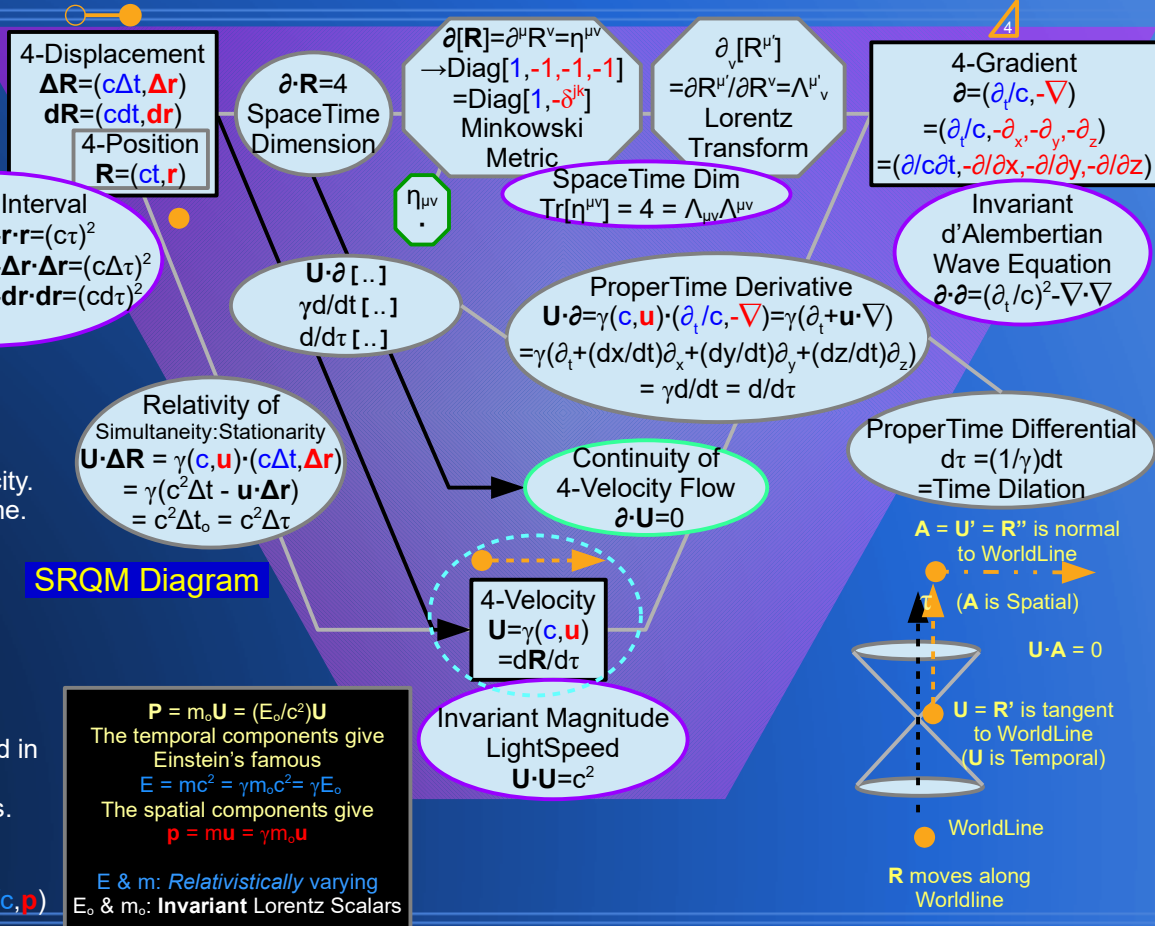 4-Displacement
ΔR=(cΔt,Δr)
dR=(cdt,dr)
4-Position
R=(ct,r)
∂·R=4
SpaceTime
Dimension
∂[R]=∂^μR^ν=η^μν
→Diag[1,-1,-1,-1]
=Diag[1,-δ^jk]
Minkowski
Metric
∂_ν[R^μ']
=∂R^μ'/∂R^ν=Λ^μ'_ν
Lorentz
Transform
4
4-Gradient
∂=(∂_t/c,-∇)
=(∂_t/c,-∂_x,-∂_y,-∂_z)
=(∂/c∂t,-∂/∂x,-∂/∂y,-∂/∂z)
Interval
r·r=(cτ)²
Δr·Δr=(cΔτ)²
dr·dr=(cdτ)²
η_μν
·
SpaceTime Dim
Tr[η^μν] = 4 = Λ_μνΛ^μν
Invariant
d'Alembertian
Wave Equation
∂·∂=(∂_t/c)²-∇·∇
U·∂[..]
γd/dt[..]
d/dτ[..]
ProperTime Derivative
U·∂=γ(c,u)·(∂_t/c,-∇)=γ(∂_t+u·∇)
=γ(∂_t+(dx/dt)∂_x+(dy/dt)∂_y+(dz/dt)∂_z)
= γd/dt = d/dτ
Relativity of
Simultaneity:Stationarity
U·ΔR = γ(c,u)·(cΔt,Δr)
= γ(c²Δt - u·Δr)
= c²Δt_o = c²Δτ
Continuity of
4-Velocity Flow
∂·U=0
ProperTime Differential
dτ =(1/γ)dt
=Time Dilation
SRQM Diagram
4-Velocity
U=γ(c,u)
=dR/dτ
Invariant Magnitude
LightSpeed
U·U=c²
A = U' = R'' is normal
to WorldLine
τ
(A is Spatial)
U·A = 0
U = R' is tangent
to WorldLine
(U is Temporal)
WorldLine
R moves along
Worldline
P = m_oU = (E_o/c²)U
The temporal components give
Einstein's famous
E = mc² = γm_oc² = γE_o
The spatial components give
p = mu = γm_ou
E & m: Relativistically varying
E_o & m_o: Invariant Lorentz Scalars
d in
s.
c,p)